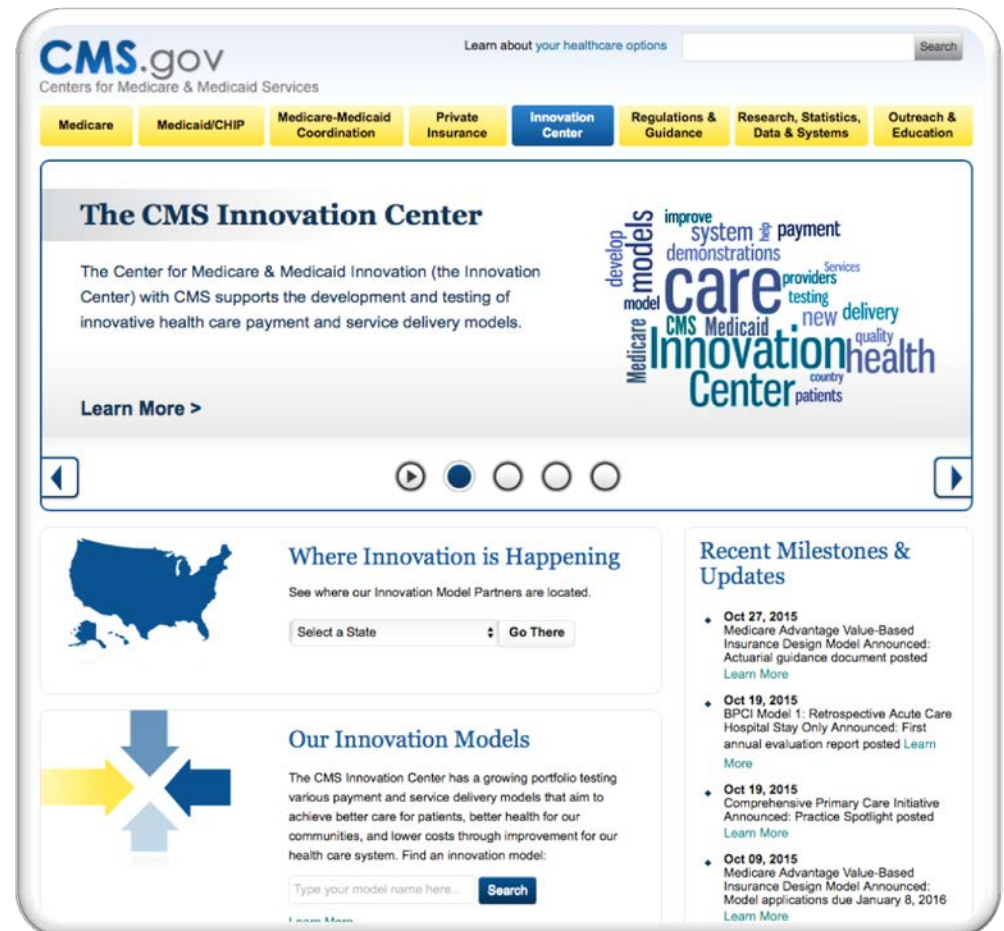 Learn about your healthcare options
Search
CMS.gov
Centers for Medicare & Medicaid Services
Medicare
Medicaid/CHIP
Medicare-Medicaid
Coordination
Private
Insurance
Innovation
Center
Regulations &
Guidance
Research, Statistics,
Data & Systems
Outreach &
Education
The CMS Innovation Center
The Center for Medicare & Medicaid Innovation (the Innovation
Center) with CMS supports the development and testing of
innovative health care payment and service delivery models.
Learn More >
develop
models
improve
system
help
payment
demonstrations
Services
care
providers
model
testing
CMS
Medicaid
new
delivery
Medicare
Innovation
quality
health
Center
country
patients
Where Innovation is Happening
See where our Innovation Model Partners are located.
Select a State
Go There
Our Innovation Models
The CMS Innovation Center has a growing portfolio testing
various payment and service delivery models that aim to
achieve better care for patients, better health for our
communities, and lower costs through improvement for our
health care system. Find an innovation model:
Type your model name here...
Search
Learn More
Recent Milestones &
Updates
Oct 27, 2015
Medicare Advantage Value-Based
Insurance Design Model Announced:
Actuarial guidance document posted
Learn More
Oct 19, 2015
BPCI Model 1: Retrospective Acute Care
Hospital Stay Only Announced: First
annual evaluation report posted Learn
More
Oct 19, 2015
Comprehensive Primary Care Initiative
Announced: Practice Spotlight posted
Learn More
Oct 09, 2015
Medicare Advantage Value-Based
Insurance Design Model Announced:
Model applications due January 8, 2016
Learn More